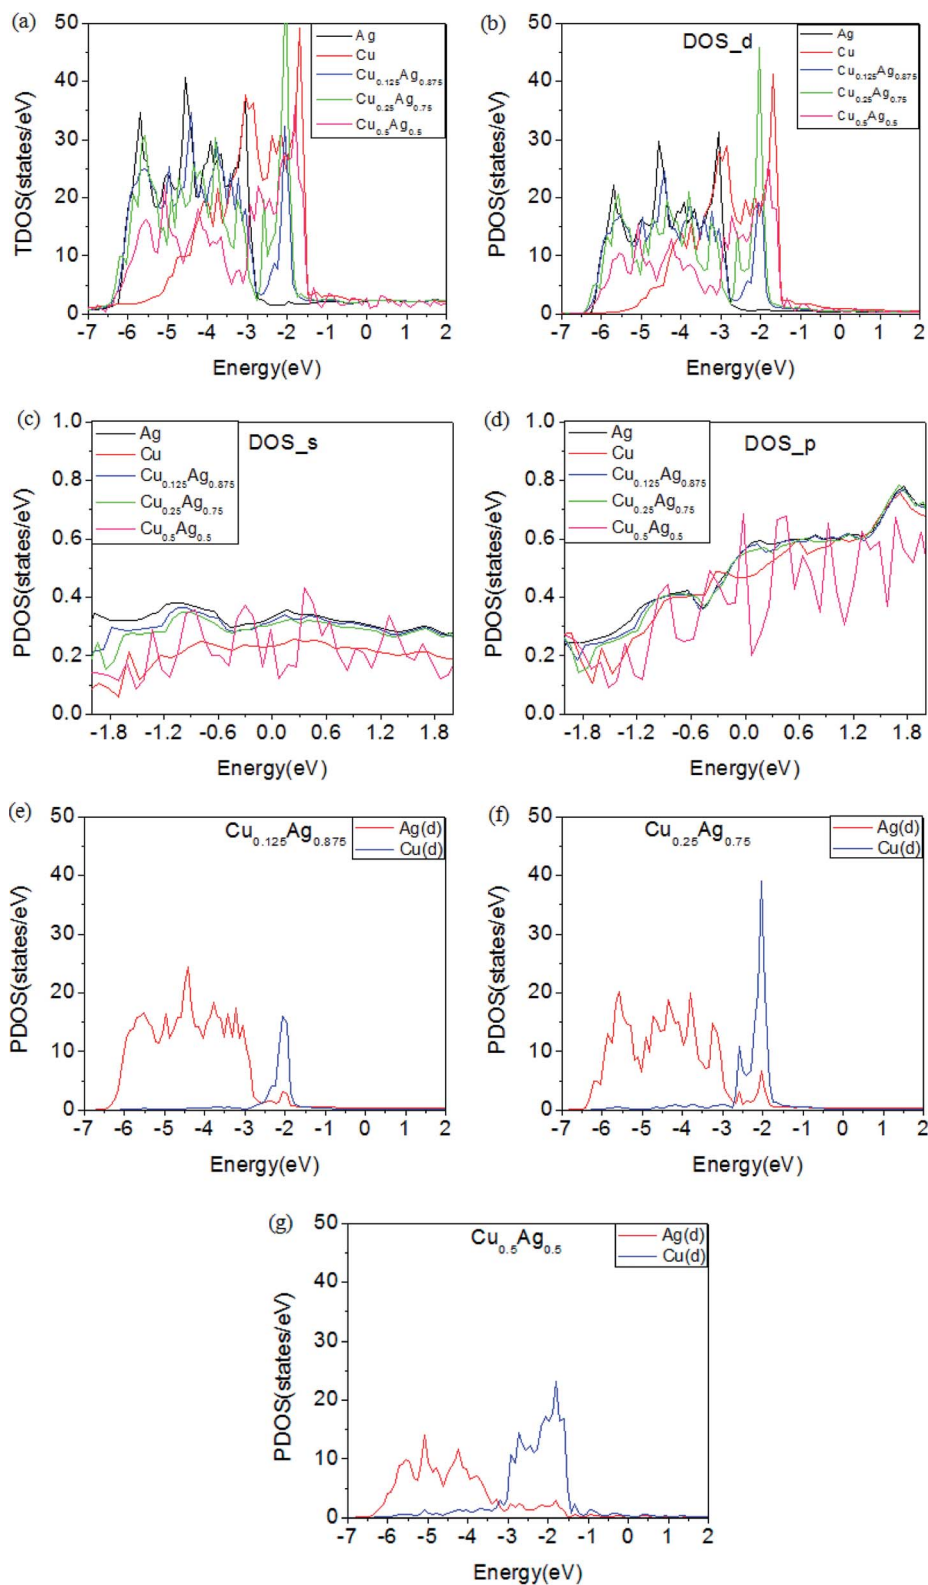 (a)
50
40
30
20
10
0
TDOS(states/eV)
Ag
Cu
Cu0.125Ag0.875
Cu0.25Ag0.75
Cu0.5Ag0.5
-7 -6 -5 -4 -3 -2 -1 0 1 2
Energy(eV)
(b)
DOS_d
50
40
30
20
10
0
PDOS(states/eV)
Ag
Cu
Cu0.125Ag0.875
Cu0.25Ag0.75
Cu0.5Ag0.5
-7 -6 -5 -4 -3 -2 -1 0 1 2
Energy(eV)
(c)
DOS_s
1.0
0.8
0.6
0.4
0.2
0.0
PDOS(states/eV)
Ag
Cu
Cu0.125Ag0.875
Cu0.25Ag0.75
Cu0.5Ag0.5
-1.8 -1.2 -0.6 0.0 0.6 1.2 1.8
Energy(eV)
(d)
DOS_p
1.0
0.8
0.6
0.4
0.2
0.0
PDOS(states/eV)
Ag
Cu
Cu0.125Ag0.875
Cu0.25Ag0.75
Cu0.5Ag0.5
-1.8 -1.2 -0.6 0.0 0.6 1.2 1.8
Energy(eV)
(e)
Cu0.125Ag0.875
50
40
30
20
10
0
PDOS(states/eV)
Ag(d)
Cu(d)
-7 -6 -5 -4 -3 -2 -1 0 1 2
Energy(eV)
(f)
Cu0.25Ag0.75
50
40
30
20
10
0
PDOS(states/eV)
Ag(d)
Cu(d)
-7 -6 -5 -4 -3 -2 -1 0 1 2
Energy(eV)
(g)
Cu0.5Ag0.5
50
40
30
20
10
0
PDOS(states/eV)
Ag(d)
Cu(d)
-7 -6 -5 -4 -3 -2 -1 0 1 2
Energy(eV)